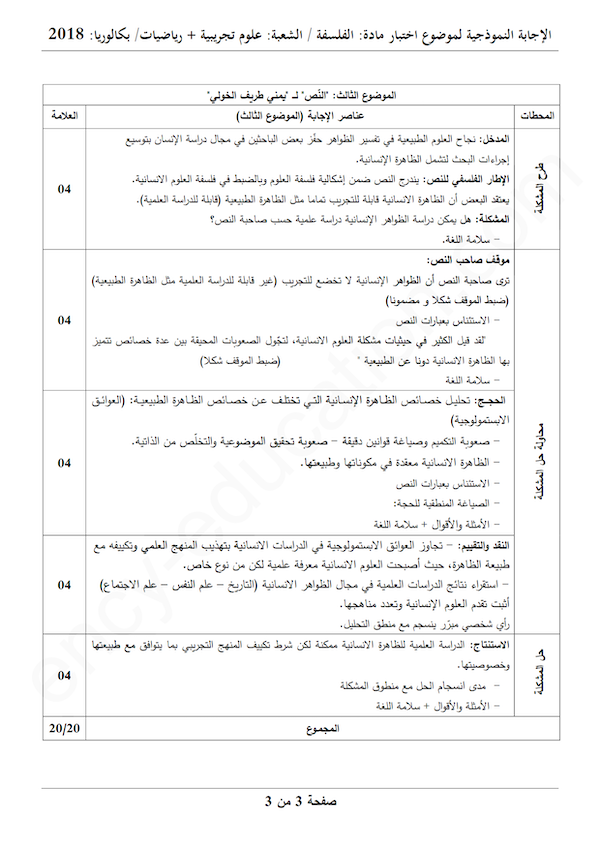 الإجابة النموذجية لموضوع اختبار مادة: الفلسفة / الشعبة: علوم تجريبية + رياضيات/ بكالوريا: 2018
الموضوع الثالث: "النّص" لـ "يمني طريف الخولي"
المحطات
عناصر الإجابة (الموضوع الثالث)
العلامة
طرح المشكلة
المدخل: نجاح العلوم الطبيعية في تفسير الظواهر حفّز بعض الباحثين في مجال دراسة الإنسان بتوسيع
إجراءات البحث لتشمل الظاهرة الإنسانية.
الإطار الفلسفي للنص: يندرج النص ضمن إشكالية فلسفة العلوم وبالضبط في فلسفة العلوم الانسانية.
يعتقد البعض أن الظاهرة الانسانية قابلة للتجريب تماما مثل الظاهرة الطبيعية (قابلة للدراسة العلمية).
المشكلة: هل يمكن دراسة الظواهر الإنسانية دراسة علمية حسب صاحبة النص؟
– سلامة اللغة.
04
محاولة حل المشكلة
موقف صاحب النص:
ترى صاحبة النص أن الظواهر الإنسانية لا تخضع للتجريب (غير قابلة للدراسة العلمية مثل الظاهرة الطبيعية)
(ضبط الموقف شكلا و مضمونا)
– الاستئناس بعبارات النص
"لقد قيل الكثير في حيثيات مشكلة العلوم الانسانية، لتجُول الصعوبات المحيقة بين عدة خصائص تتميز
بها الظاهرة الانسانية دونا عن الطبيعية " (ضبط الموقف شكلا)
– سلامة اللغة
04
الحجج: تحليل خصائص الظاهرة الإنسانية التي تختلف عن خصائص الظاهرة الطبيعية: (العوائق
الابستمولوجية)
– صعوبة التكميم وصياغة قوانين دقيقة – صعوبة تحقيق الموضوعية والتخلّص من الذاتية.
– الظاهرة الانسانية معقدة في مكوناتها وطبيعتها.
– الاستئناس بعبارات النص
– الصياغة المنطقية للحجة:
– الأمثلة والأقوال + سلامة اللغة
04
النقد والتقييم: – تجاوز العوائق الابستمولوجية في الدراسات الانسانية بتهذيب المنهج العلمي وتكييفه مع
طبيعة الظاهرة، حيث أصبحت العلوم الانسانية معرفة علمية لكن من نوع خاص.
– استقراء نتائج الدراسات العلمية في مجال الظواهر الانسانية (التاريخ – علم النفس – علم الاجتماع)
أثبت تقدم العلوم الإنسانية وتعدد مناهجها.
رأي شخصي مبرّر ينسجم مع منطق التحليل.
04
حل المشكلة
الاستنتاج: الدراسة العلمية للظاهرة الانسانية ممكنة لكن شرط تكييف المنهج التجريبي بما يتوافق مع طبيعتها
وخصوصيتها.
– مدى انسجام الحل مع منطوق المشكلة
– الأمثلة والأقوال + سلامة اللغة
04
المجموع
20/20
صفحة 3 من 3
ency-education.com